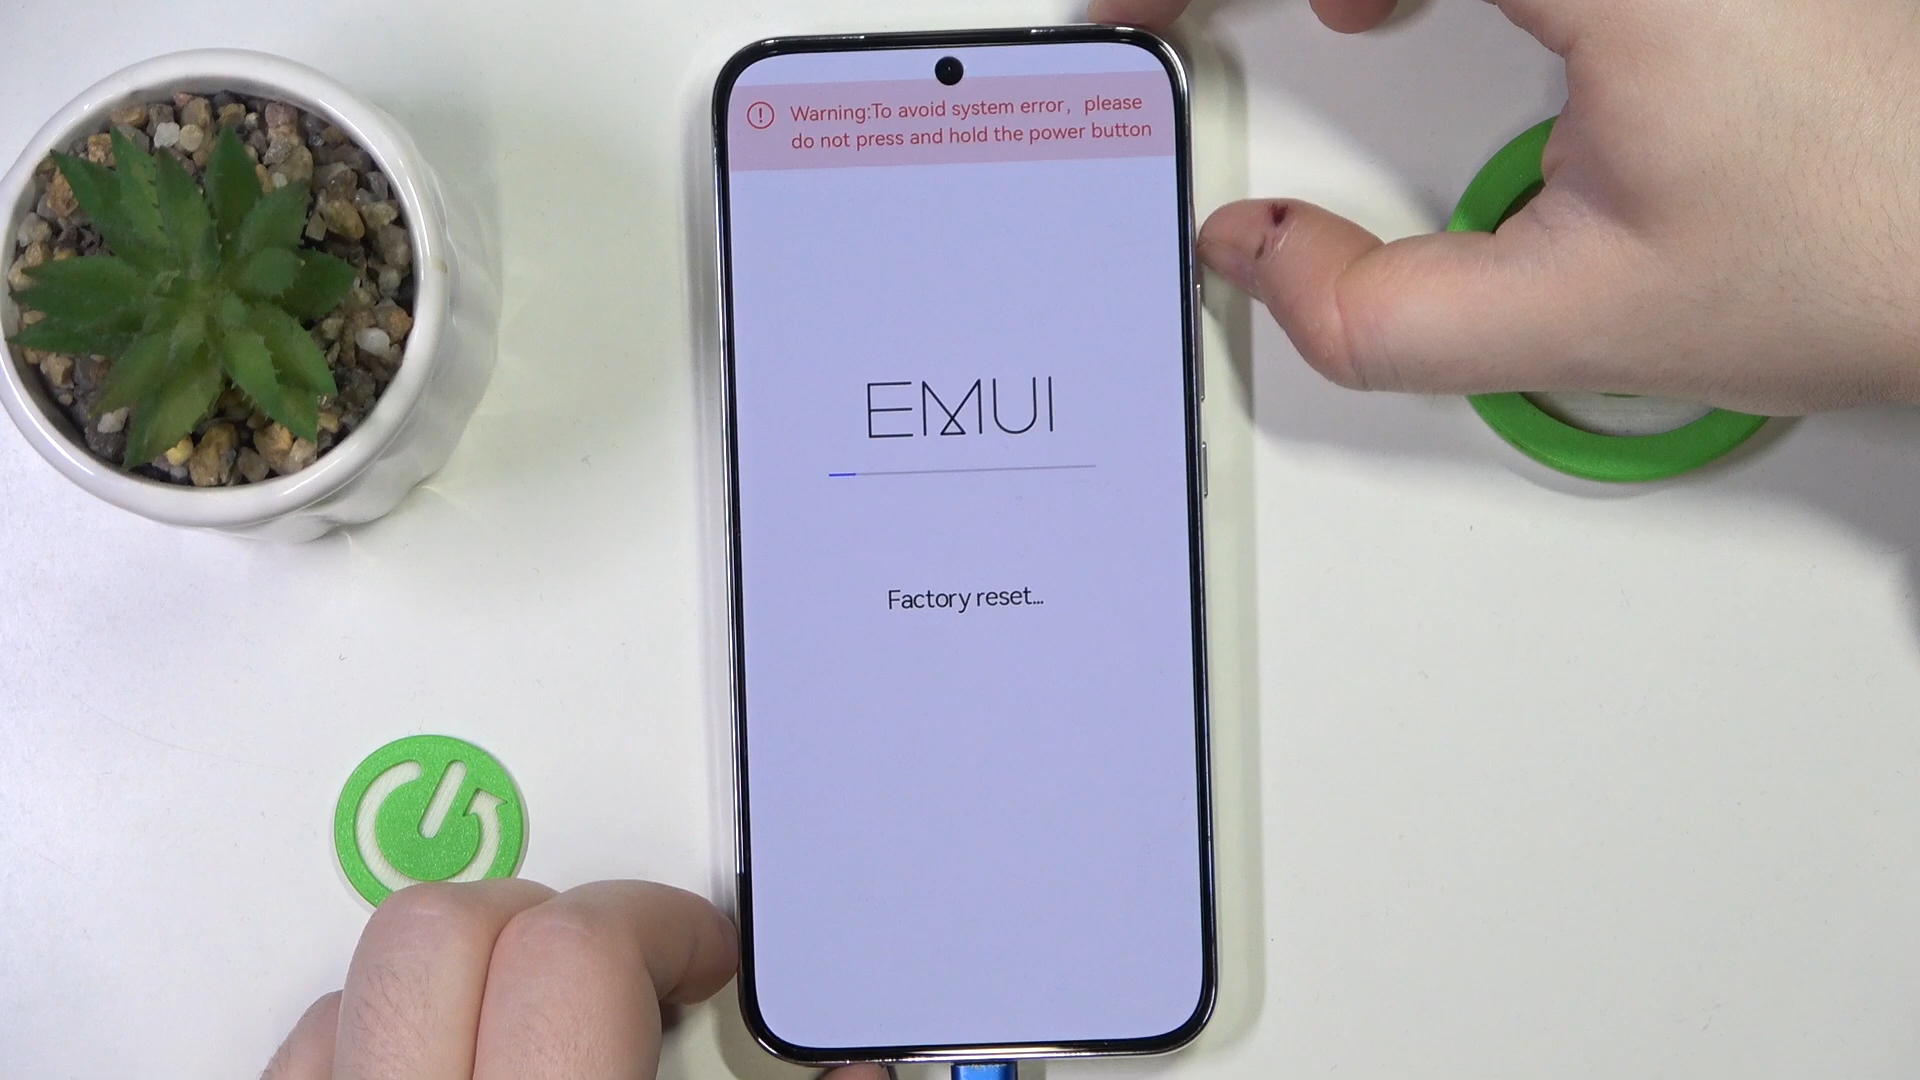 Warning:To avoid system error，please
do not press and hold the power button
EMUI
Factory reset...